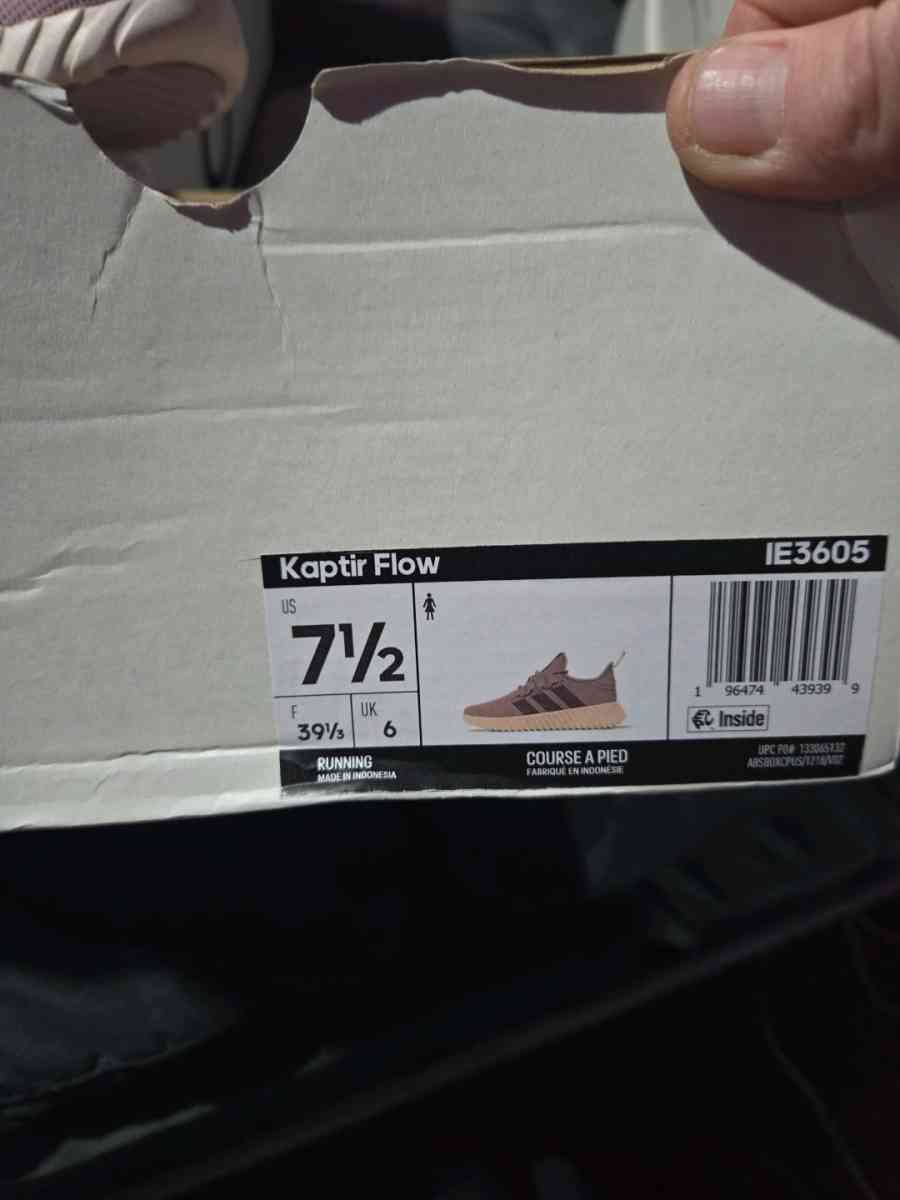 Kaptir Flow
IE3605
US
7½
F
39⅓
UK
6
1 96474 43939 9
Inside
RUNNING
MADE IN INDONESIA
COURSE A PIED
FABRIQUÉ EN INDONÉSIE
UPC PO# 133065132